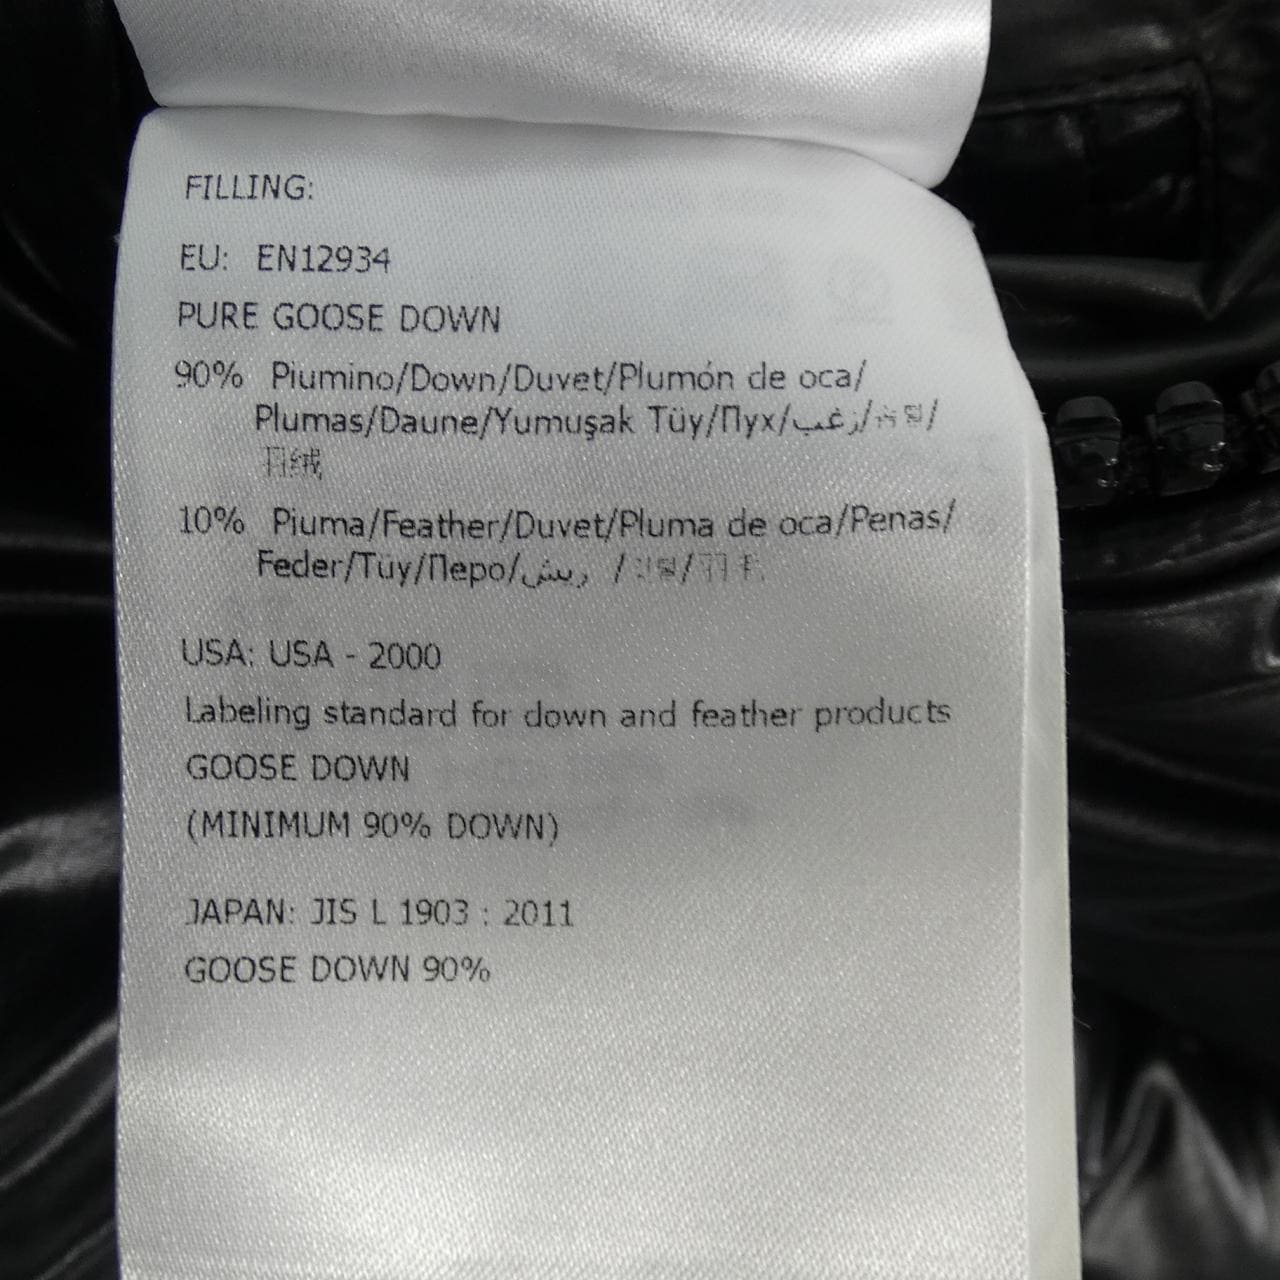 FILLING:
EU: EN12934
PURE GOOSE DOWN
90% Piumino/Down/Duvet/Plumón de oca/
Plumas/Daune/Yumuşak Tüy/Пух/زغب/
羽绒
10% Piuma/Feather/Duvet/Pluma de oca/Penas/
Feder/Tüy/Перо/ريش /羽毛
USA: USA - 2000
Labeling standard for down and feather products
GOOSE DOWN
(MINIMUM 90% DOWN)
JAPAN: JIS L 1903 : 2011
GOOSE DOWN 90%